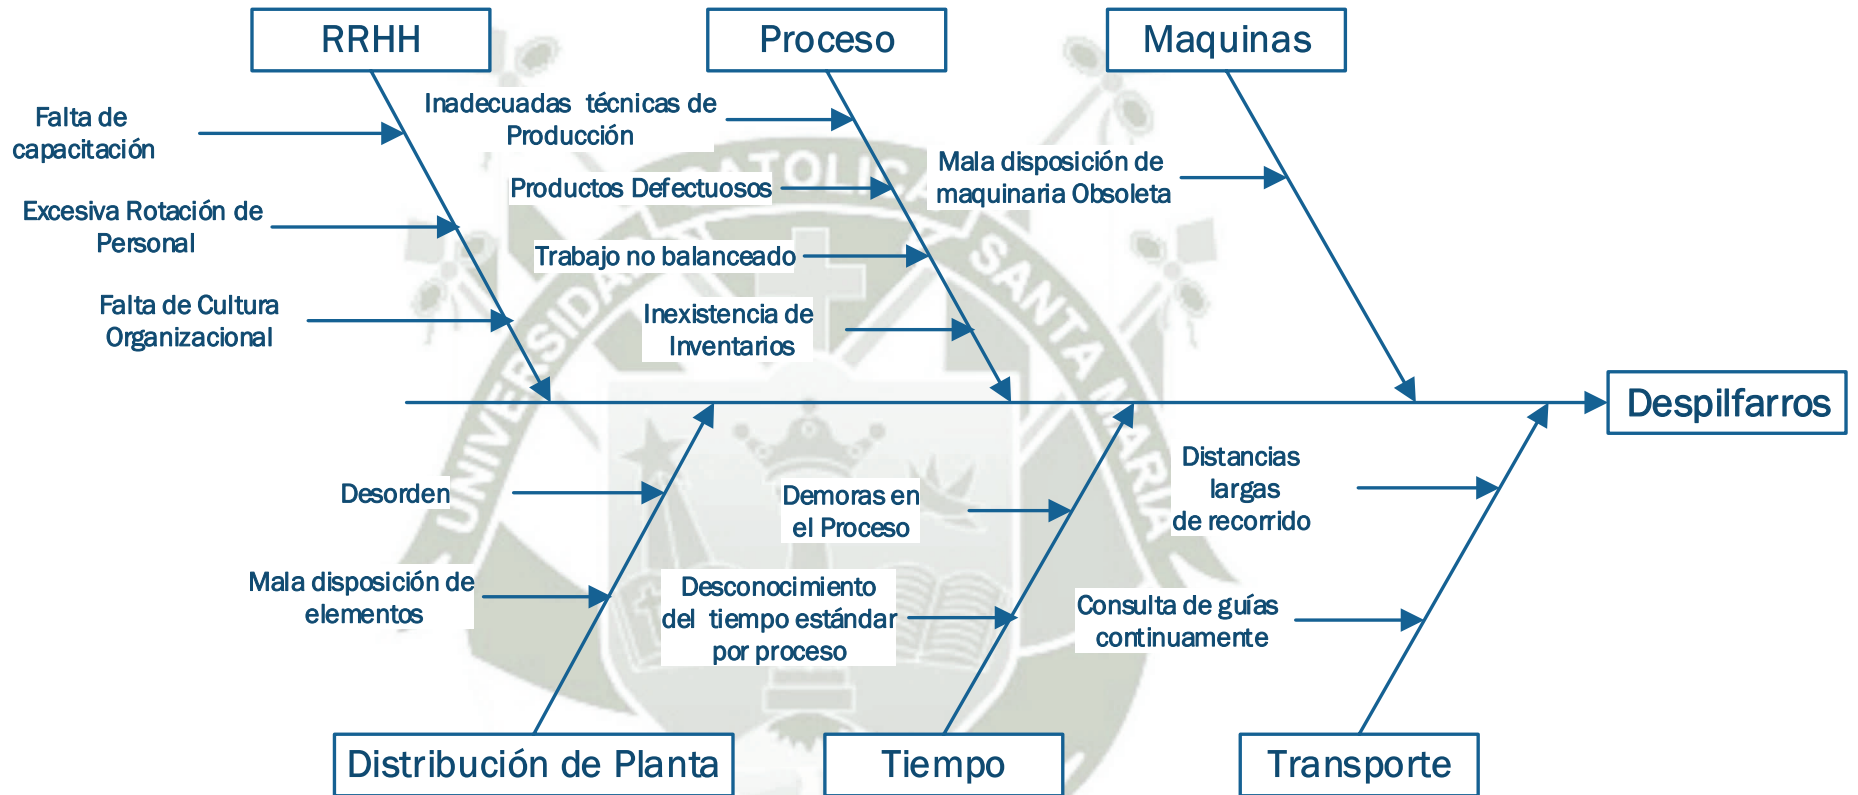 RRHH
Proceso
Maquinas
Falta de
capacitación
Excesiva Rotación de
Personal
Falta de Cultura
Organizacional
Inadecuadas técnicas de
Producción
Productos Defectuosos
Trabajo no balanceado
Inexistencia de
Inventarios
Mala disposición de
maquinaria Obsoleta
Despilfarros
Desorden
Mala disposición de
elementos
Demoras en
el Proceso
Desconocimiento
del tiempo estándar
por proceso
Distancias
largas
de recorrido
Consulta de guías
continuamente
Distribución de Planta
Tiempo
Transporte
SANTA MARIA